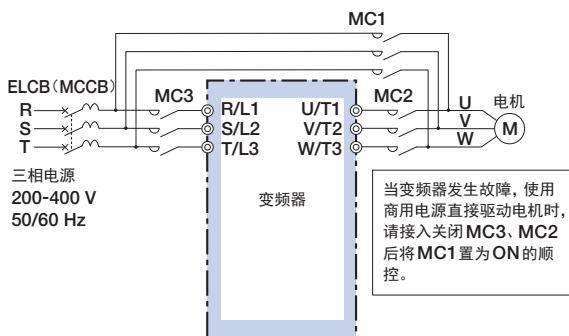 MC1
ELCB(MCCB)
R
S
T
MC3
R/L1
S/L2
T/L3
U/T1
V/T2
W/T3
MC2
U
V
W
电机
M
三相电源
200-400 V
50/60 Hz
变频器
当变频器发生故障，使用
商用电源直接驱动电机时，
请接入关闭MC3、MC2
后将MC1置为ON的顺
控。